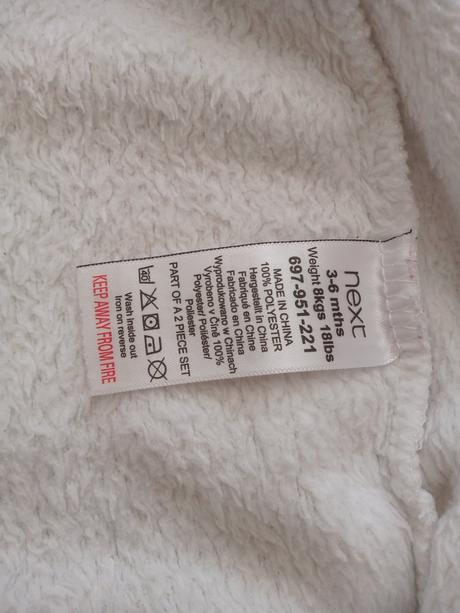 next
3-6 mths
Weight 8kgs 18lbs
697-951-221
MADE IN CHINA
100% POLYESTER
Hergestellt in China
Fabriqué en Chine
Fabricado en China
Wyprodukowano w Chinach
Vyrobeno v Číně 100%
Polyester/ Poliéster/
Poliester
PART OF A 2 PIECE SET
40
Wash inside out
Iron on reverse
KEEP AWAY FROM FIRE